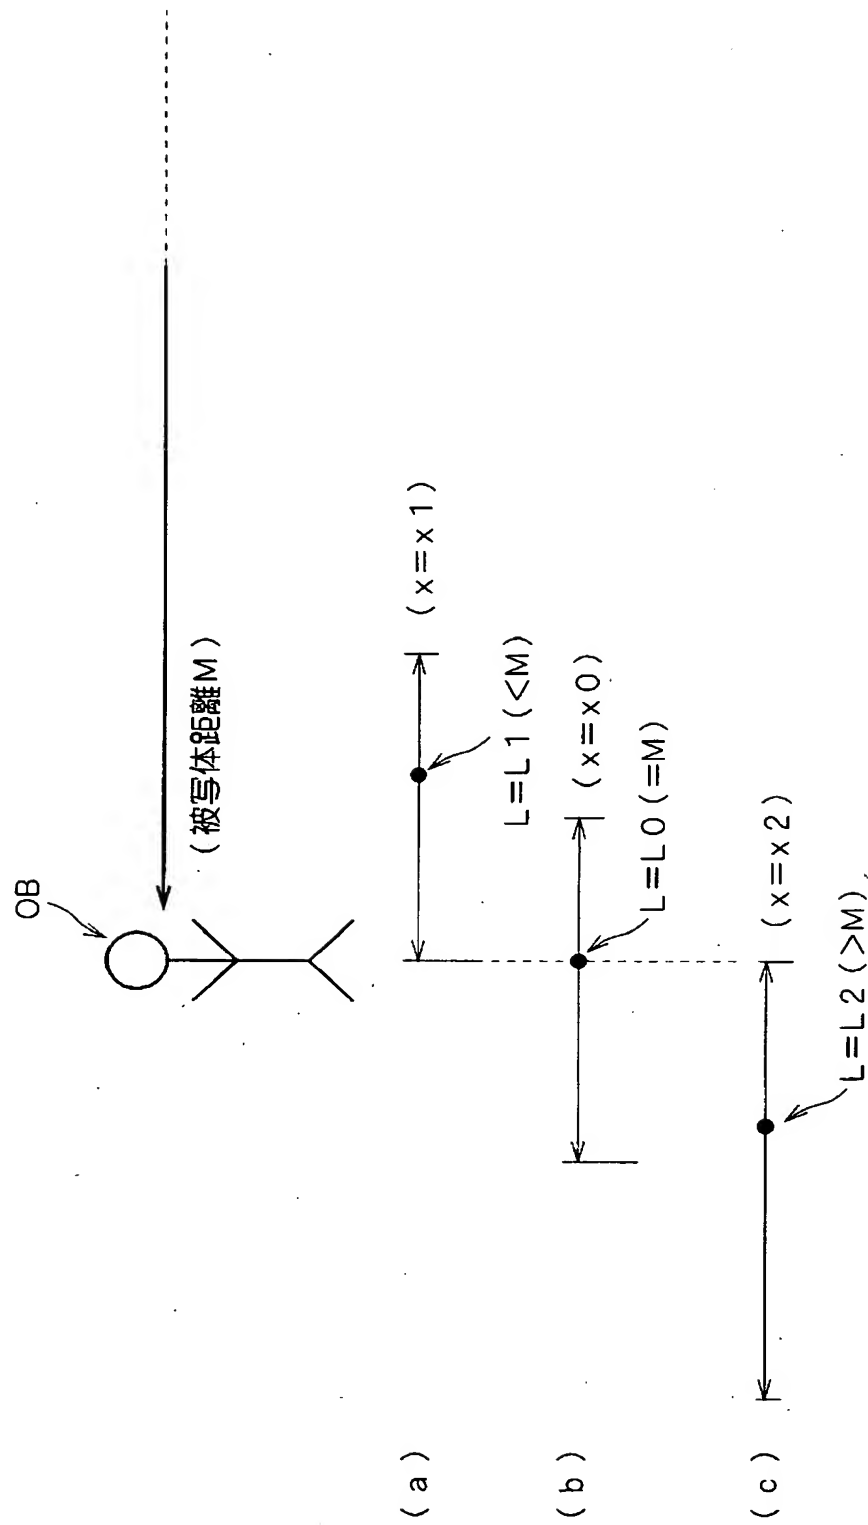 OB
(被写体距離M)
(a)
(x=x1)
L=L1(<M)
(b)
(x=x0)
L=L0(=M)
(c)
(x=x2)
L=L2(>M)